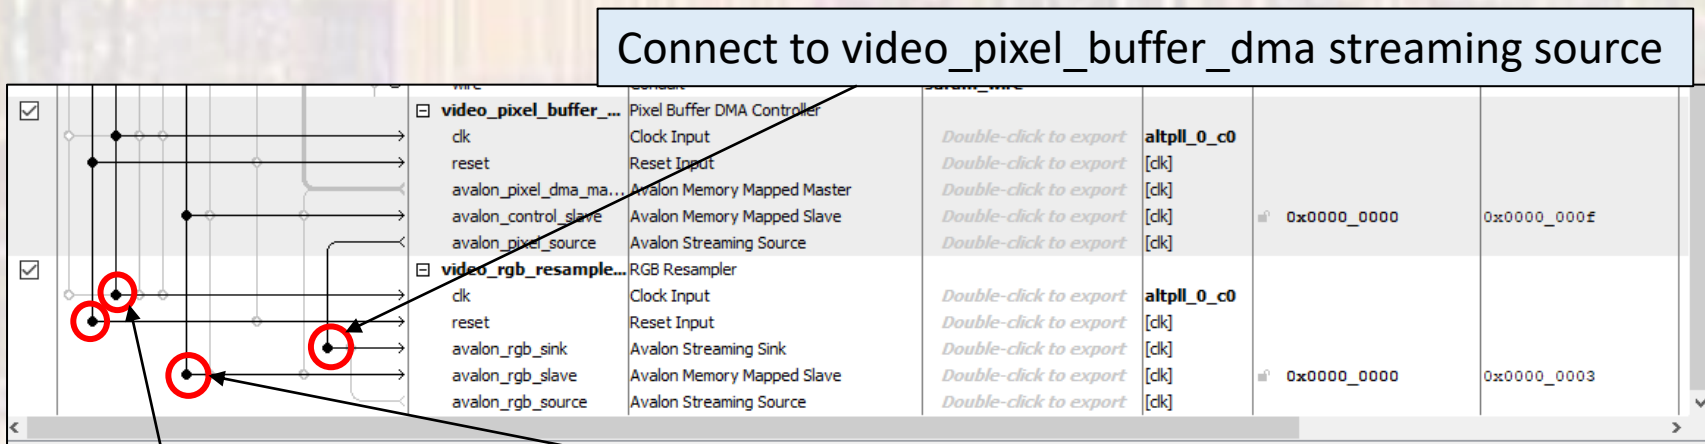 Connect to video_pixel_buffer_dma streaming source
wire Conduit sdram_wire
video_pixel_buffer_... Pixel Buffer DMA Controller
clk Clock Input Double-click to export altpll_0_c0
reset Reset Input Double-click to export [clk]
avalon_pixel_dma_ma... Avalon Memory Mapped Master Double-click to export [clk]
avalon_control_slave Avalon Memory Mapped Slave Double-click to export [clk] 0x0000_0000 0x0000_000f
avalon_pixel_source Avalon Streaming Source Double-click to export [clk]
video_rgb_resample... RGB Resampler
clk Clock Input Double-click to export altpll_0_c0
reset Reset Input Double-click to export [clk]
avalon_rgb_sink Avalon Streaming Sink Double-click to export [clk]
avalon_rgb_slave Avalon Memory Mapped Slave Double-click to export [clk] 0x0000_0000 0x0000_0003
avalon_rgb_source Avalon Streaming Source Double-click to export [clk]